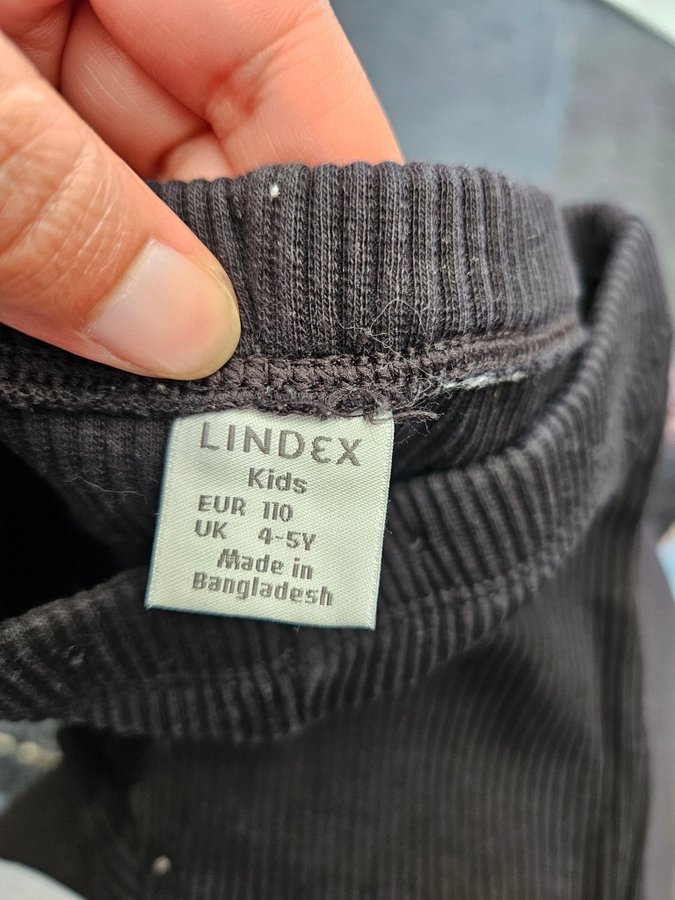 LINDEX
Kids
EUR 110
UK 4-5Y
Made in
Bangladesh